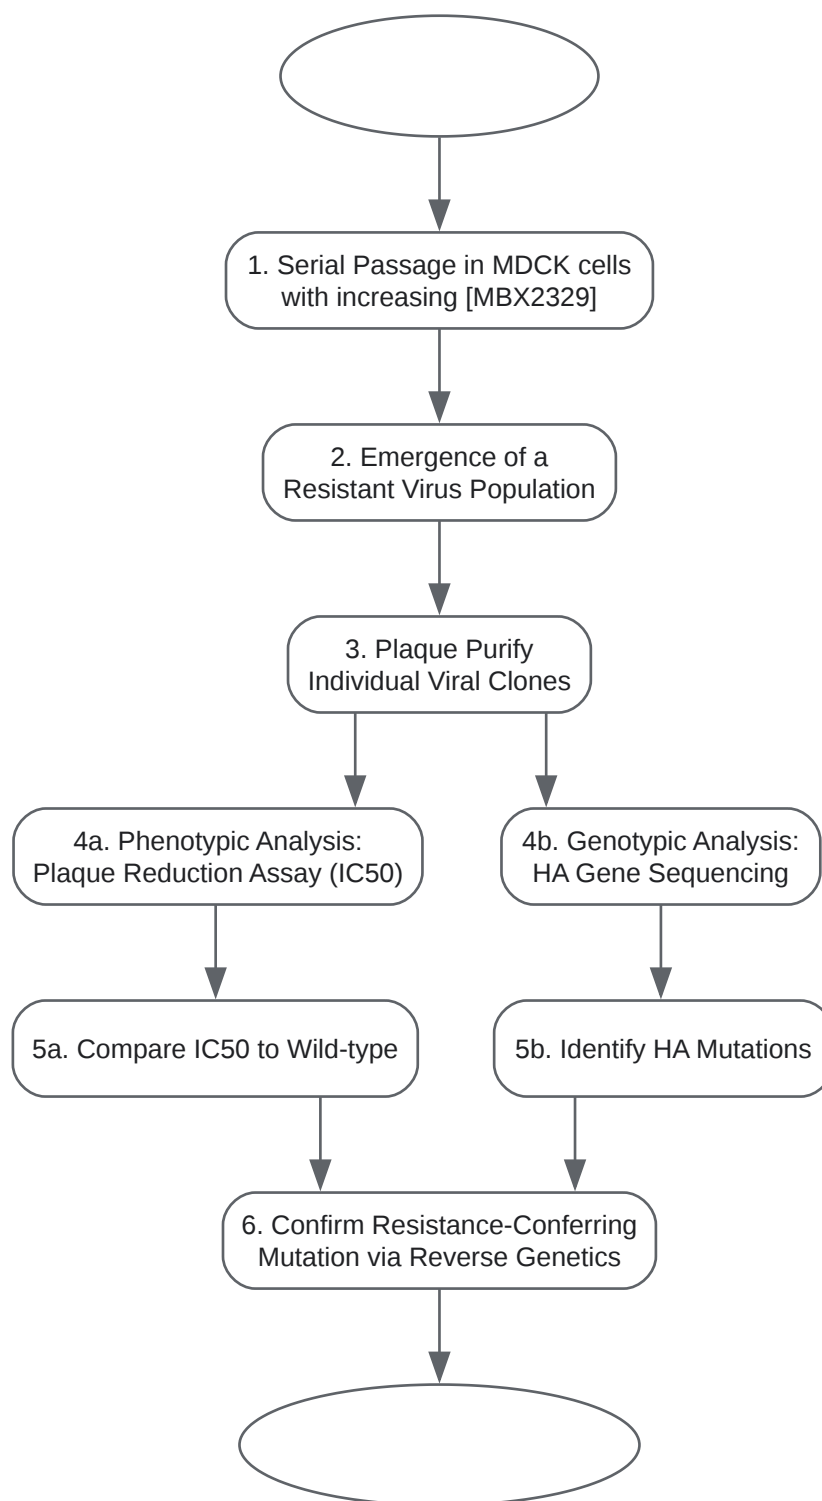 1. Serial Passage in MDCK cells
with increasing [MBX2329]
2. Emergence of a
Resistant Virus Population
3. Plaque Purify
Individual Viral Clones
4a. Phenotypic Analysis:
Plaque Reduction Assay (IC50)
4b. Genotypic Analysis:
HA Gene Sequencing
5a. Compare IC50 to Wild-type
5b. Identify HA Mutations
6. Confirm Resistance-Conferring
Mutation via Reverse Genetics